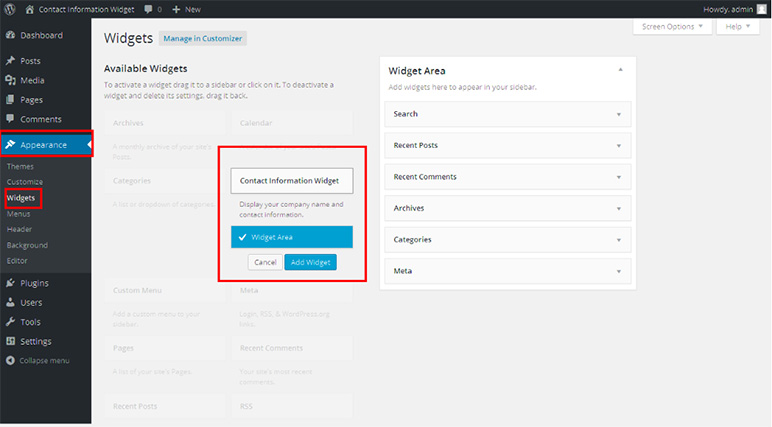 Contact Information Widget
0
New
Howdy, admin
Dashboard
Posts
Media
Pages
Comments
Appearance
Themes
Customize
Widgets
Menus
Header
Background
Editor
Plugins
Users
Tools
Settings
Collapse menu
Screen Options
Help
Widgets
Manage in Customizer
Available Widgets
To activate a widget drag it to a sidebar or click on it. To deactivate a
widget and delete its settings, drag it back.
Archives
Calendar
A monthly archive of your site's
Posts.
Categories
A list or dropdown of categories.
Contact Information Widget
Display your company name and
contact information.
Widget Area
Cancel
Add Widget
Custom Menu
Meta
Add a custom menu to your
sidebar.
Login, RSS, & WordPress.org
links.
Pages
Recent Comments
A list of your site's Pages.
Your site's most recent
comments.
Recent Posts
RSS
Widget Area
Add widgets here to appear in your sidebar.
Search
Recent Posts
Recent Comments
Archives
Categories
Meta